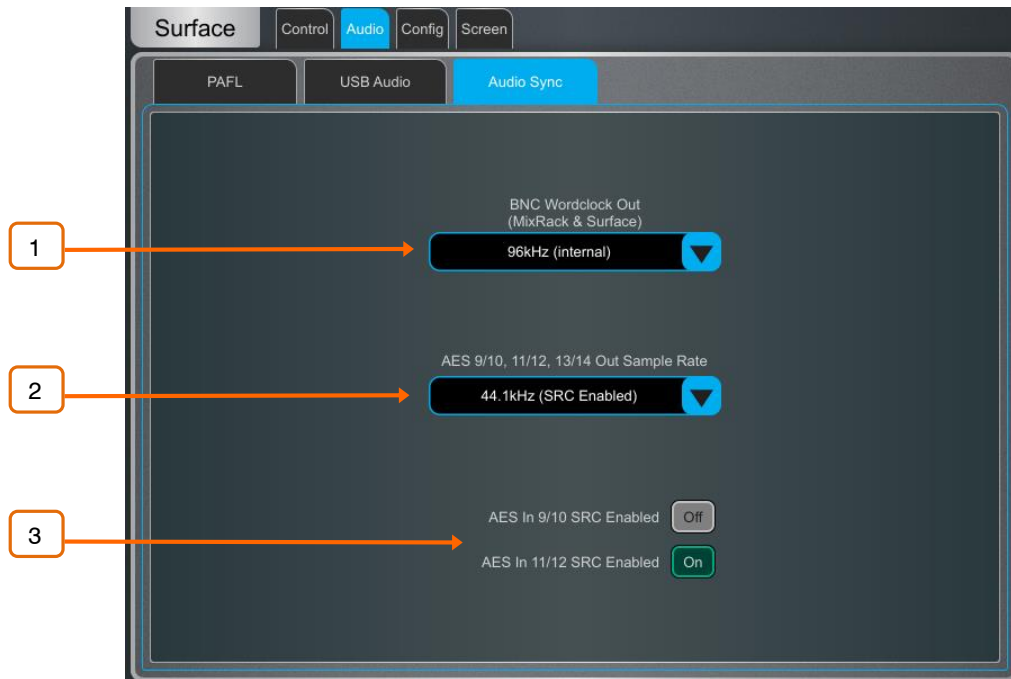 Surface
Control
Audio
Config
Screen
PAFL
USB Audio
Audio Sync
BNC Wordclock Out
(MixRack & Surface)
1
96kHz (internal)
AES 9/10, 11/12, 13/14 Out Sample Rate
2
44.1kHz (SRC Enabled)
3
AES In 9/10 SRC Enabled
Off
AES In 11/12 SRC Enabled
On